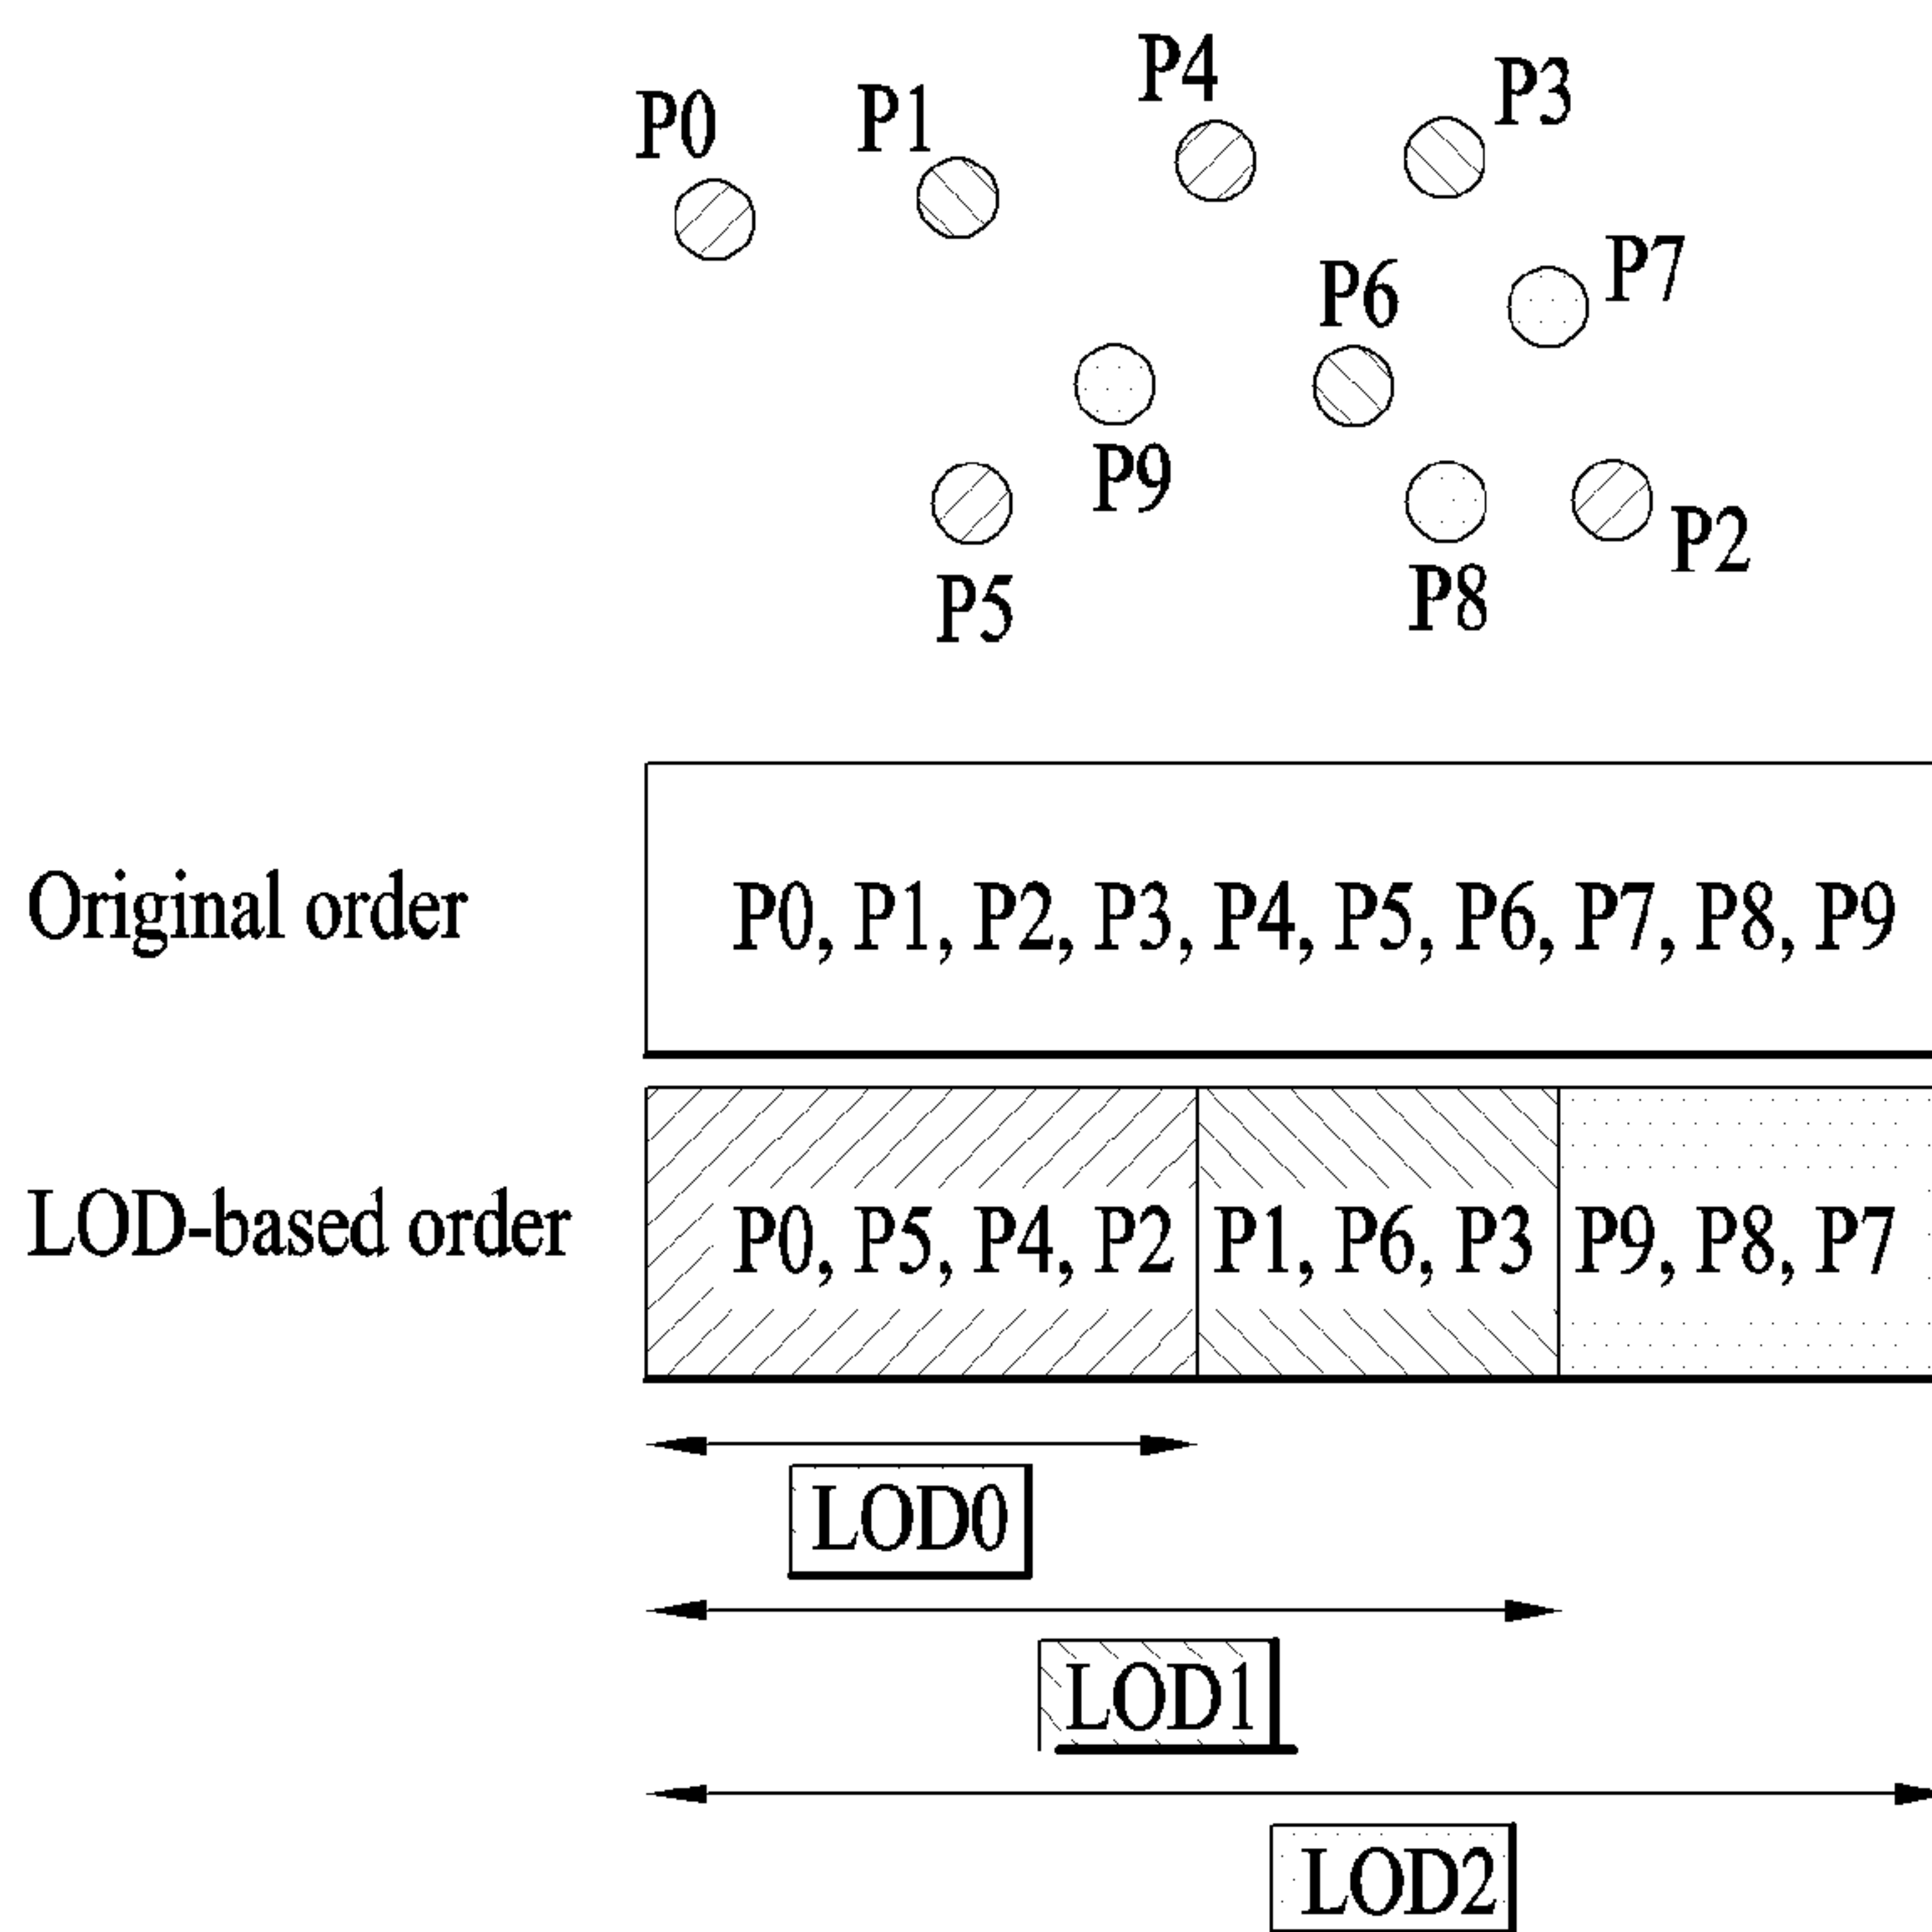 P4
P3
P0
P1
P7
P6
P9
P2
P8
P5
Original order
P0, P1, P2, P3, P4, P5, P6, P7, P8, P9
LOD-based order
P0, P5, P4, P2
P1, P6, P3
P9, P8, P7
LOD0
LOD1
LOD2